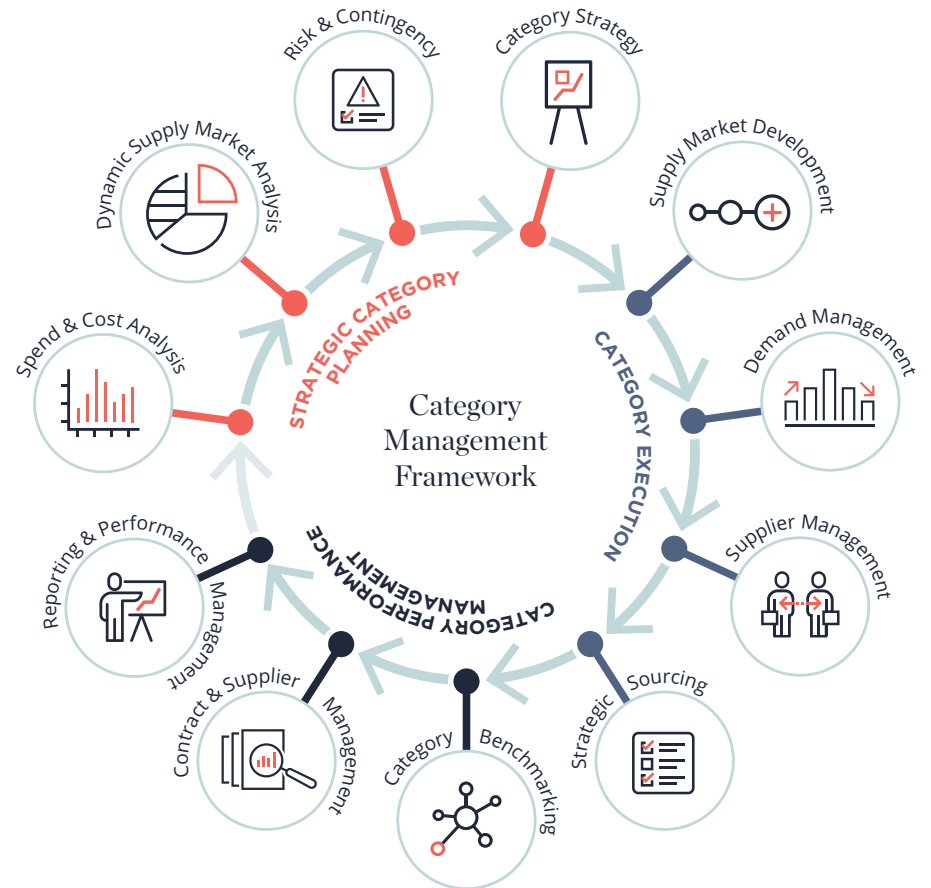 Category
Management
Framework
STRATEGIC CATEGORY
PLANNING
CATEGORY EXECUTION
CATEGORY PERFORMANCE
MANAGEMENT
Spend & Cost Analysis
Dynamic Supply Market Analysis
Risk & Contingency
Category Strategy
Supply Market Development
Demand Management
Supplier Management
Strategic Sourcing
Category Benchmarking
Contract & Supplier Management
Reporting & Performance Management